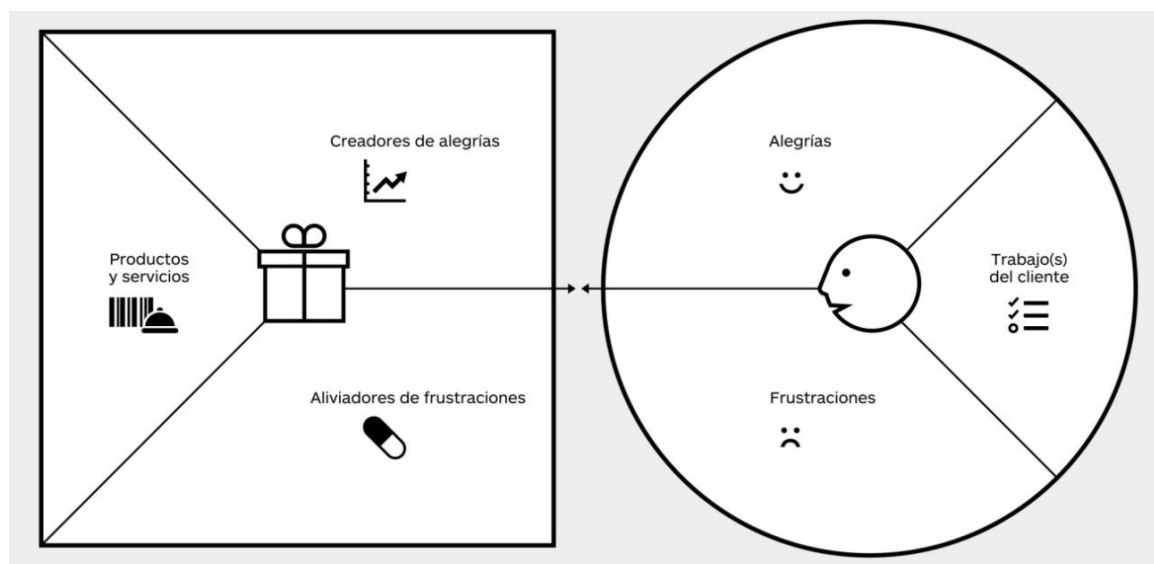 Creadores de alegrías
Productos
y servicios
Aliviadores de frustraciones
Alegrías
Trabajo(s)
del cliente
Frustraciones